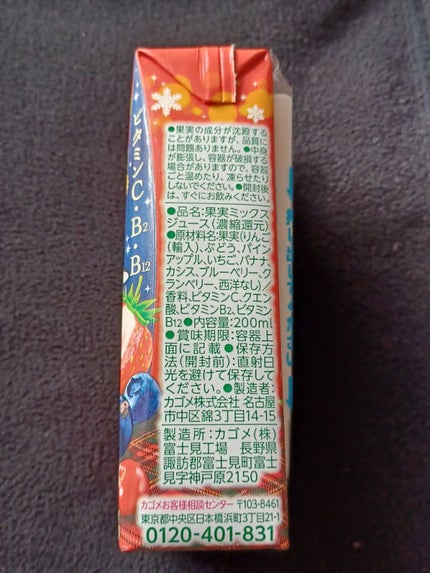 ビタミンC・B2・B12
●果実の成分が沈殿する
ことがありますが、品質に
は問題ありません。●中身
が膨張し、容器が破損する
場合がありますので、容器
ごと温めたり、凍らせたり
しないでください。●開封後
は、すぐにお飲みください。
●品名:果実ミックス
ジュース(濃縮還元)
●原材料名:果実(りんご
(輸入)、ぶどう、パイン
アップル、いちご、バナナ、
カシス、ブルーベリー、ク
ランベリー、西洋なし)/
香料、ビタミンC、クエン
酸、ビタミンB2、ビタミン
B12●内容量:200ml
●賞味期限:容器上
面に記載●保存方
法(開封前):直射日
光を避けて保存して
ください。●製造者:
カゴメ株式会社 名古屋
市中区錦3丁目14-15
製造所:カゴメ(株)
富士見工場 長野県
諏訪郡富士見町富士
見字神戸原2150
カゴメお客様相談センター 〒103-8461
東京都中央区日本橋浜町3丁目21-1
0120-401-831